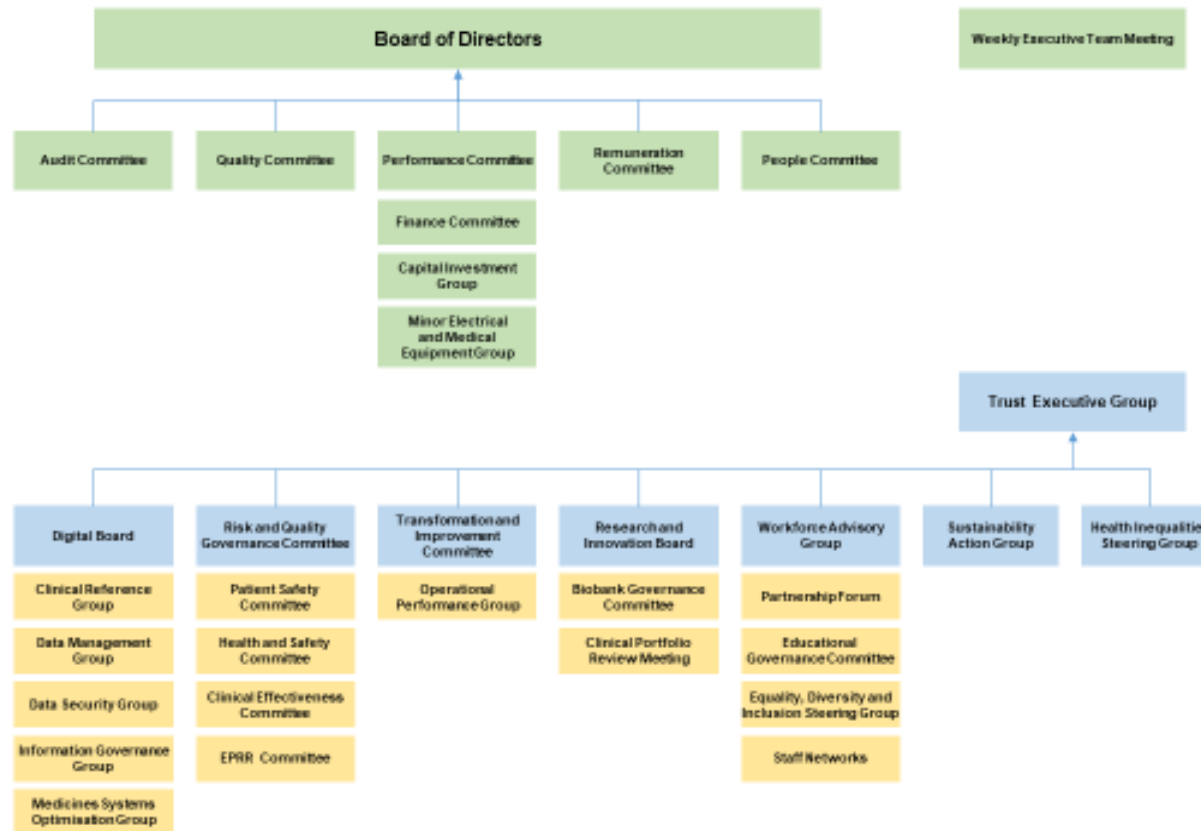 Board of Directors
Weekly Executive Team Meeting
Audit Committee
Quality Committee
Performance Committee
Remuneration
Committee
People Committee
Finance Committee
Capital Investment
Group
Minor Electrical
and Medical
Equipment Group
Trust Executive Group
Digital Board
Risk and Quality
Governance Committee
Transformation and
Improvement
Committee
Research and
Innovation Board
Workforce Advisory
Group
Sustainability
Action Group
Health Inequalitie
Steering Group
Clinical Reference
Group
Patient Safety
Committee
Operational
Performance Group
Biobank Governance
Committee
Partnership Forum
Data Management
Group
Health and Safety
Committee
Clinical Portfolio
Review Meeting
Educational
Governance Committee
Data Security Group
Clinical Effectiveness
Committee
Equality, Diversity and
Inclusion Steering Group
Information Governance
Group
EPRR Committee
Staff Networks
Medicines Systems
Optimisation Group